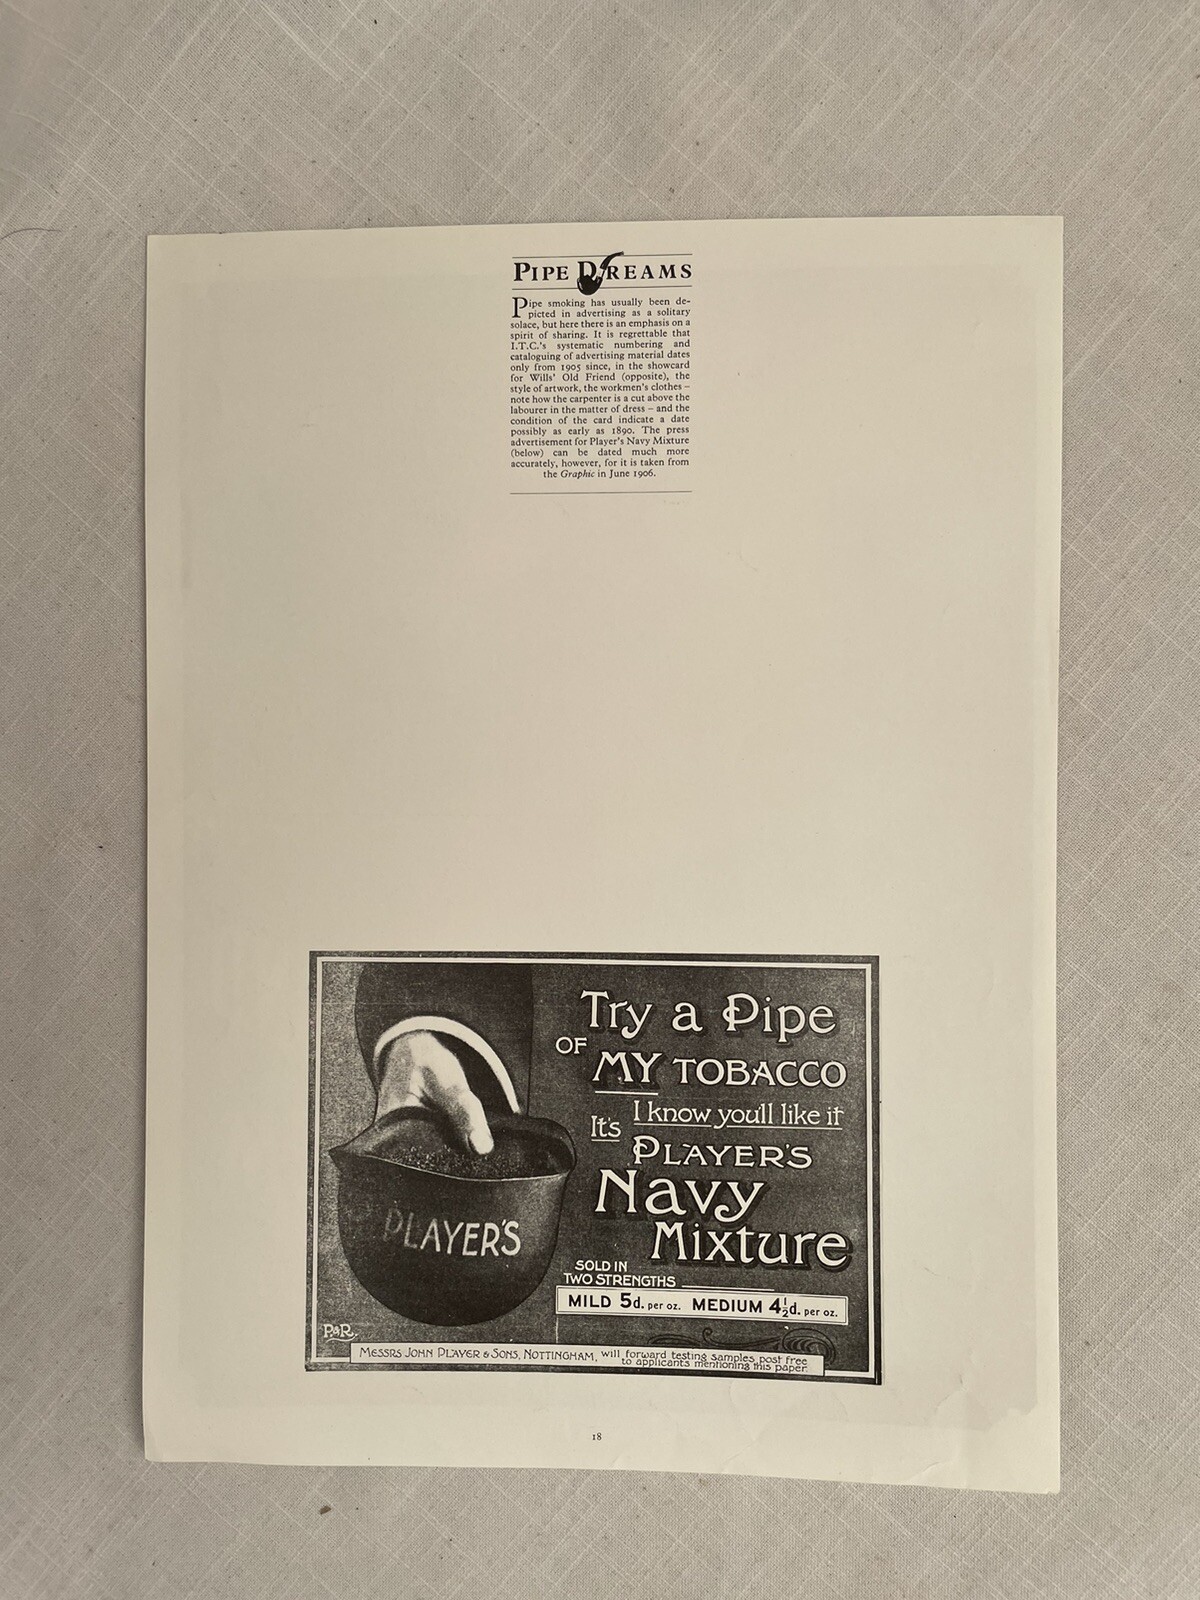 PIPE DREAMS
Pipe smoking has usually been de-
picted in advertising as a solitary
solace, but here there is an emphasis on a
spirit of sharing. It is regrettable that
I.T.C.'s systematic numbering and
cataloguing of advertising material dates
only from 1905 since, in the showcard
for Wills' Old Friend (opposite), the
style of artwork, the workmen's clothes –
note how the carpenter is a cut above the
labourer in the matter of dress – and the
condition of the card indicate a date
possibly as early as 1890. The press
advertisement for Player's Navy Mixture
(below) can be dated much more
accurately, however, for it is taken from
the Graphic in June 1906.
Try a Pipe
OF MY TOBACCO
I know you'll like it
It's PLAYER'S
Navy
Mixture
SOLD IN
TWO STRENGTHS
MILD 5d. per oz. MEDIUM 4½d. per oz.
PLAYER'S
P&R.
MESSRS JOHN PLAYER & SONS, NOTTINGHAM, will forward testing samples post free
to applicants mentioning this paper.
18